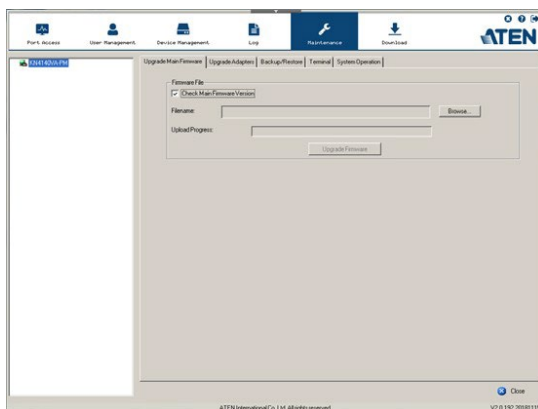 ATEN
Port Access
User Management
Device Management
Log
Maintenance
Download
KN4140VA-PM
Upgrade Main Firmware
Upgrade Adapters
Backup/Restore
Terminal
System Operation
Firmware File
Check Main Firmware Version
Filename:
Browse...
Upload Progress:
Upgrade Firmware
Close
ATEN International Co., Ltd. All rights reserved.